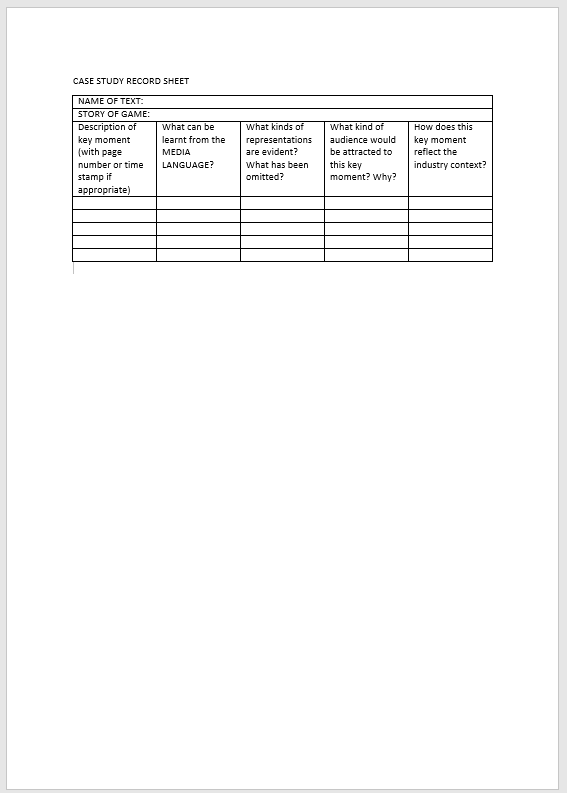 CASE STUDY RECORD SHEET
NAME OF TEXT:
STORY OF GAME:
Description of
key moment
(with page
number or time
stamp if
appropriate)
What can be
learnt from the
MEDIA
LANGUAGE?
What kinds of
representations
are evident?
What has been
omitted?
What kind of
audience would
be attracted to
this key
moment? Why?
How does this
key moment
reflect the
industry context?